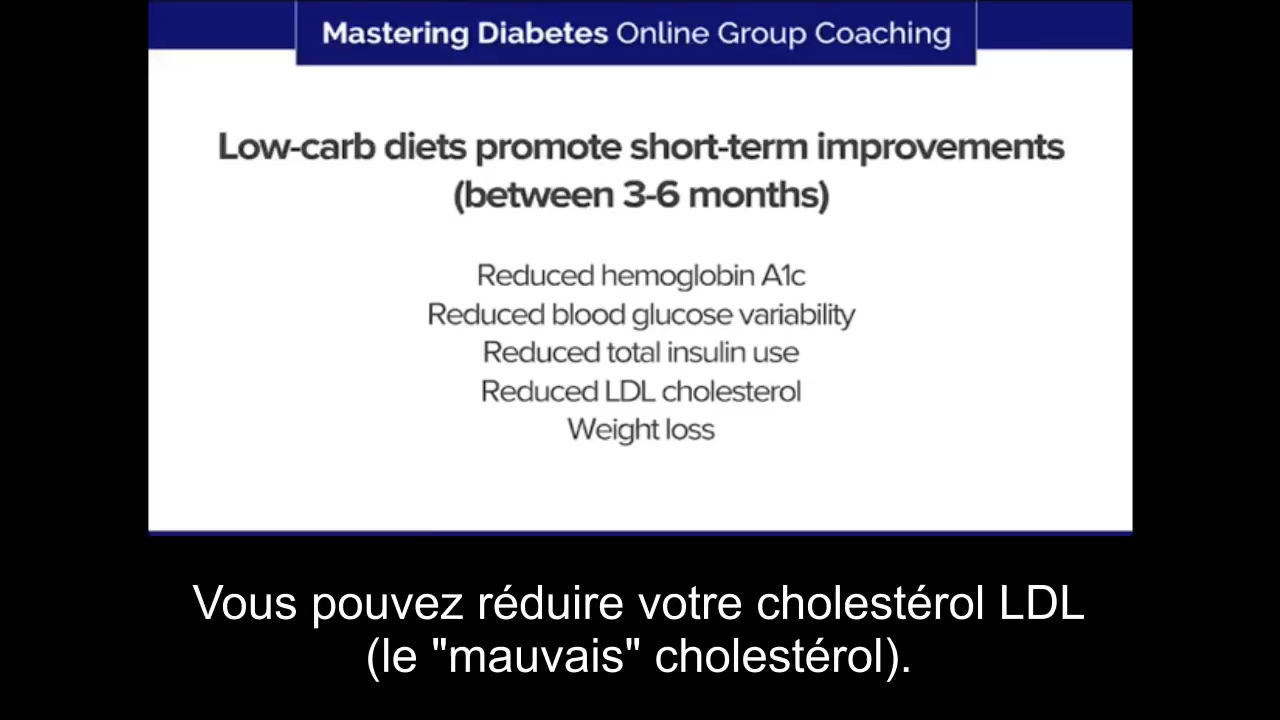 Mastering Diabetes Online Group Coaching
Low-carb diets promote short-term improvements
(between 3-6 months)
Reduced hemoglobin A1c
Reduced blood glucose variability
Reduced total insulin use
Reduced LDL cholesterol
Weight loss
Vous pouvez réduire votre cholestérol LDL
(le "mauvais" cholestérol).